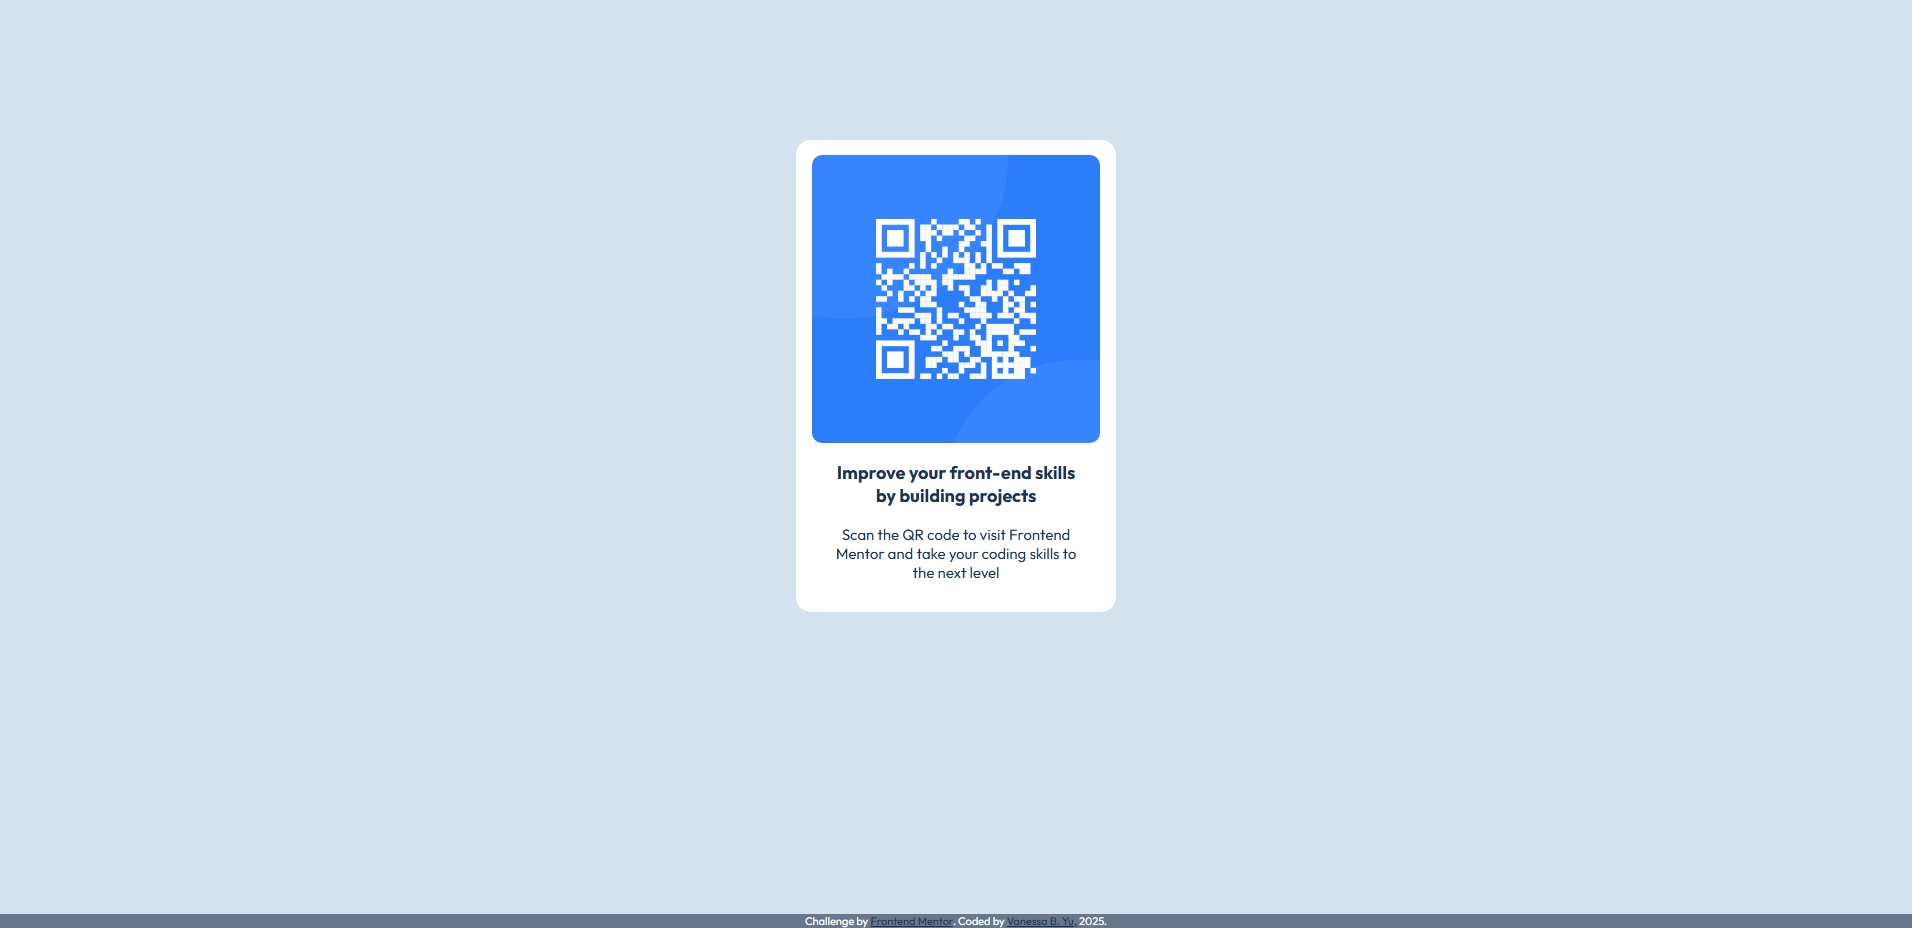 Improve your front-end skills
by building projects
Scan the QR code to visit Frontend
Mentor and take your coding skills to
the next level
Challenge by Frontend Mentor. Coded by Vanessa B. Yu. 2025.